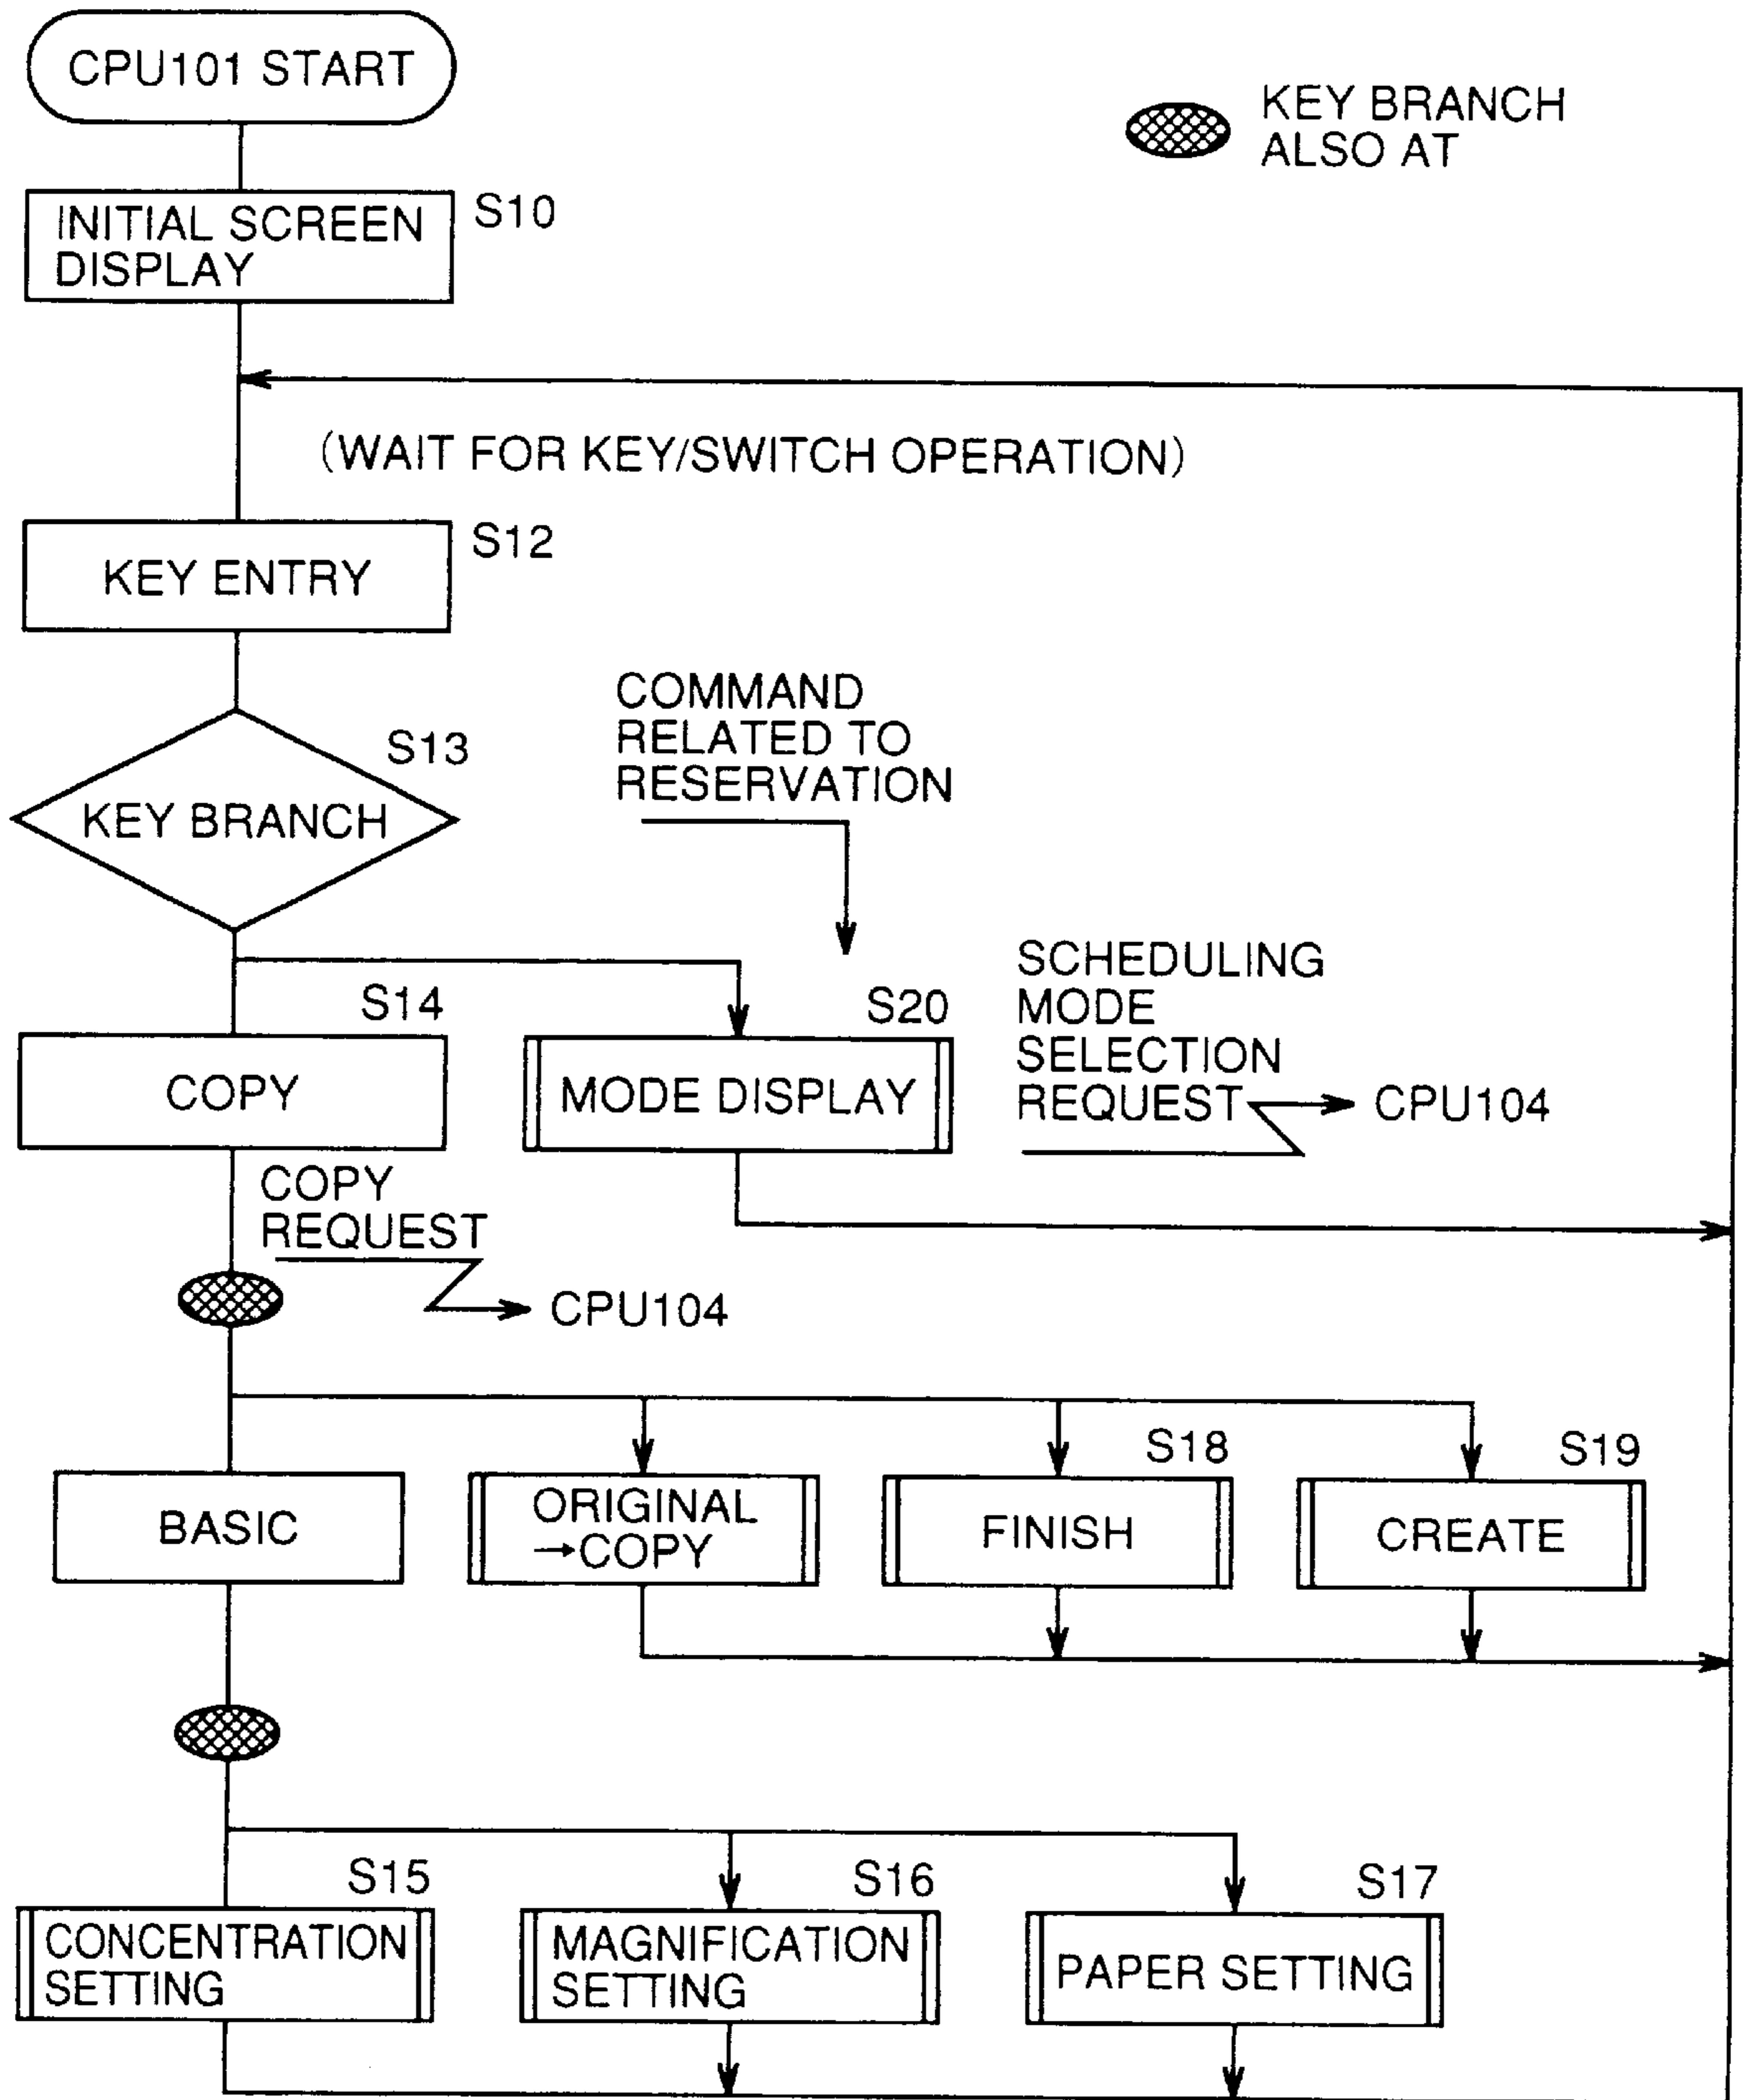 CPU101 START
KEY BRANCH
ALSO AT
INITIAL SCREEN
DISPLAY
S10
(WAIT FOR KEY/SWITCH OPERATION)
KEY ENTRY
S12
KEY BRANCH
S13
COMMAND
RELATED TO
RESERVATION
COPY
S14
MODE DISPLAY
S20
SCHEDULING
MODE
SELECTION
REQUEST
CPU104
COPY
REQUEST
CPU104
BASIC
ORIGINAL
→COPY
FINISH
S18
CREATE
S19
CONCENTRATION
SETTING
S15
MAGNIFICATION
SETTING
S16
PAPER SETTING
S17